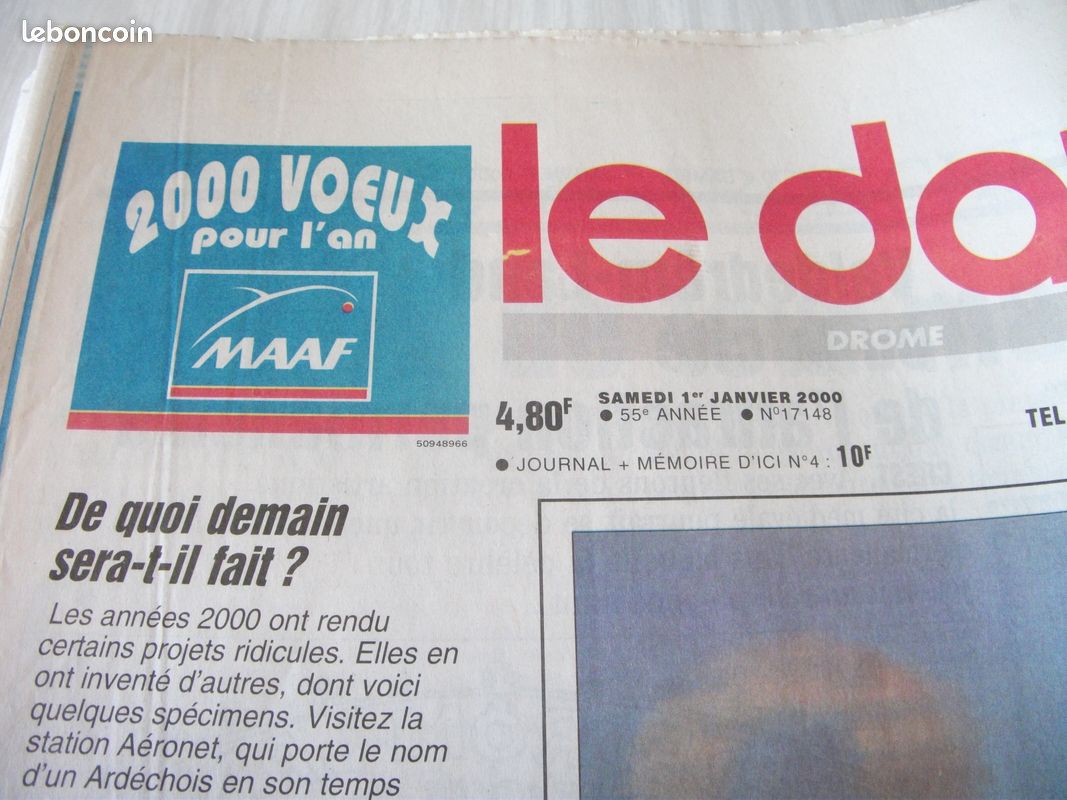 leboncoin
2000 VOEUX
pour l'an
MAAF
50948966
le da
DROME
4,80F
SAMEDI 1er JANVIER 2000
● 55e ANNÉE ● N°17148
TEL
● JOURNAL + MÉMOIRE D'ICI N°4 : 10F
De quoi demain
sera-t-il fait ?
Les années 2000 ont rendu
certains projets ridicules. Elles en
ont inventé d'autres, dont voici
quelques spécimens. Visitez la
station Aéronet, qui porte le nom
d'un Ardéchois en son temps